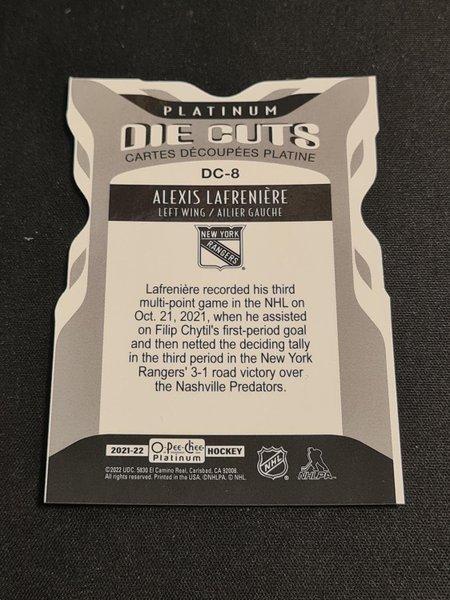 PLATINUM
DIE CUTS
CARTES DÉCOUPÉES PLATINE
DC-8
ALEXIS LAFRENIÈRE
LEFT WING / AILIER GAUCHE
NEW YORK
RANGERS
Lafrenière recorded his third
multi-point game in the NHL on
Oct. 21, 2021, when he assisted
on Filip Chytil's first-period goal
and then netted the deciding tally
in the third period in the New York
Rangers' 3-1 road victory over
the Nashville Predators.
2021-22 O-Pee-Chee Platinum HOCKEY
©2022 UDC. 5830 El Camino Real, Carlsbad, CA 92008.
All rights reserved. Printed in the USA. ©NHLPA. © NHL.
NHL
NHLPA